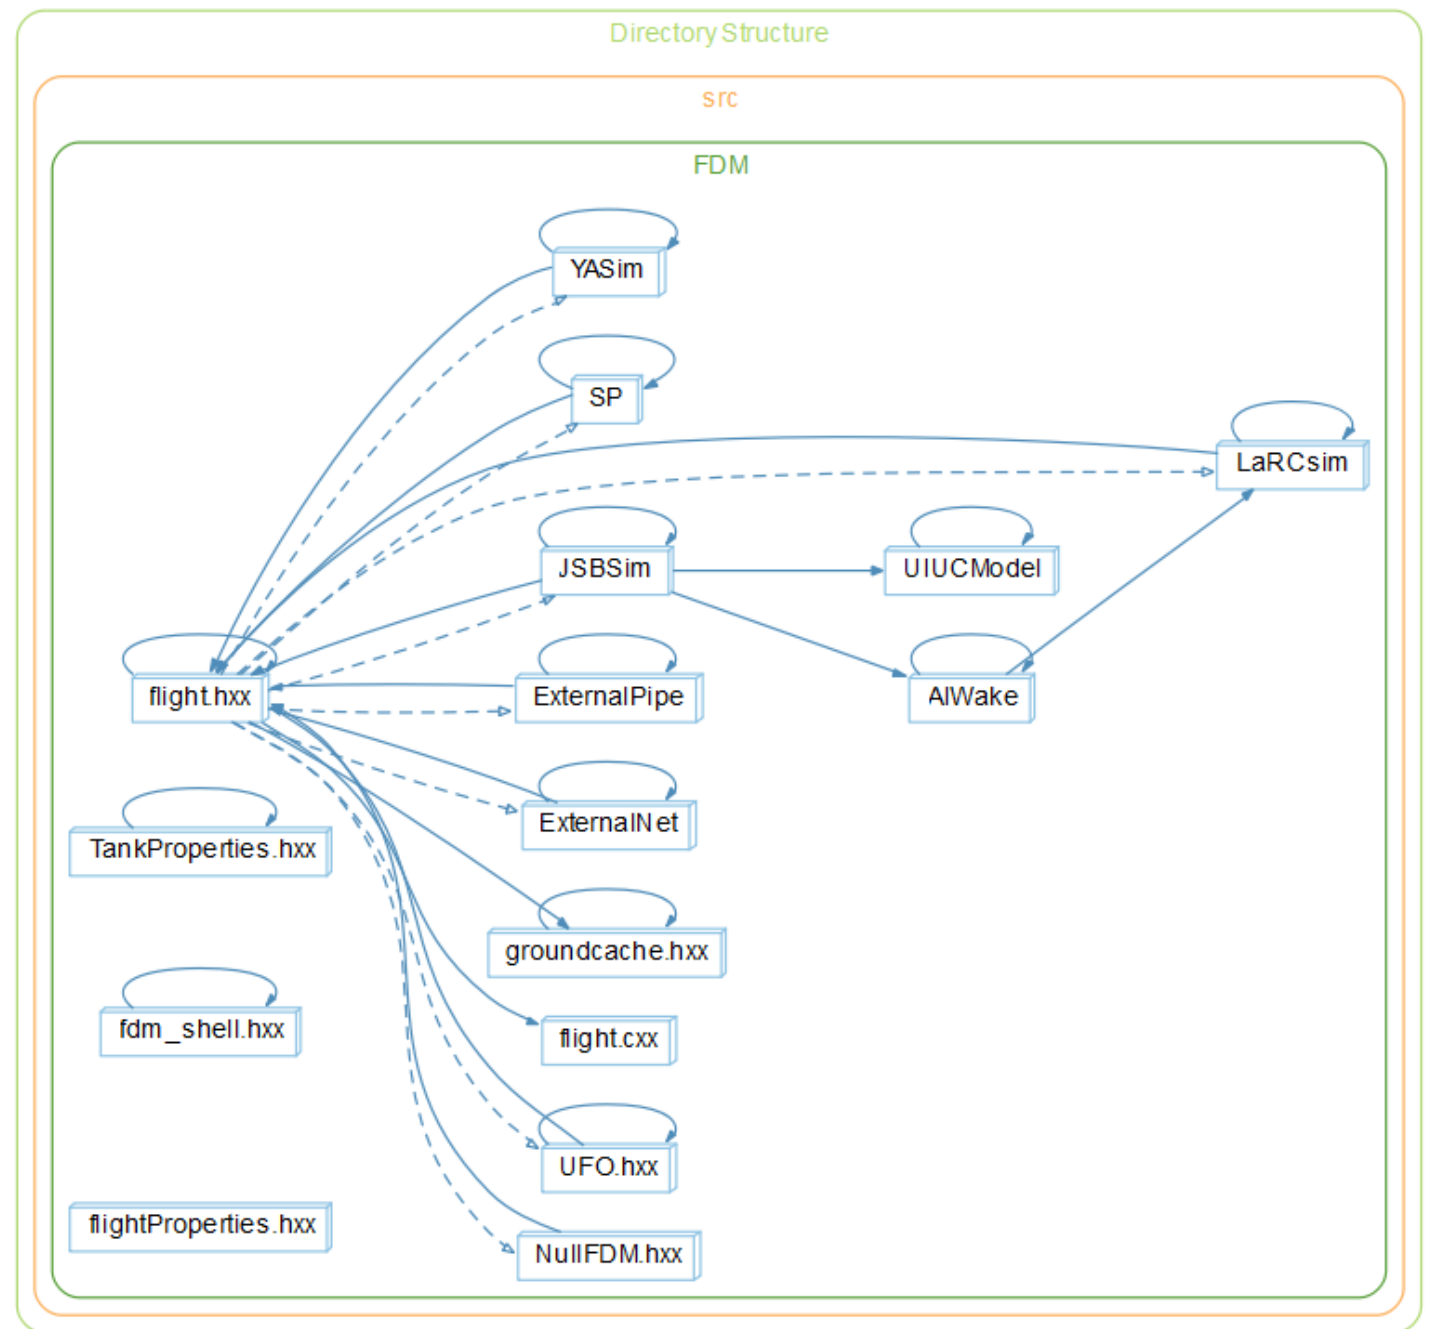 Directory Structure
src
FDM
YASim
SP
LaRCsim
JSBSim
UIUCModel
flight.hxx
ExternalPipe
AIWake
ExternalNet
TankProperties.hxx
groundcache.hxx
fdm_shell.hxx
flight.cxx
UFO.hxx
flightProperties.hxx
NullFDM.hxx